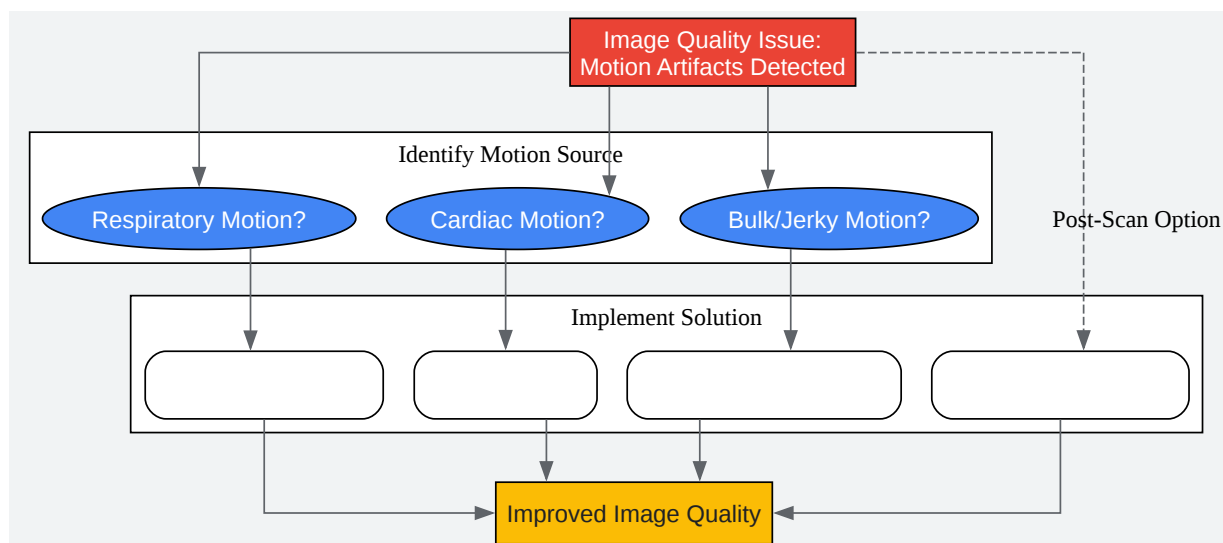 Image Quality Issue:
Motion Artifacts Detected
Identify Motion Source
Respiratory Motion?
Cardiac Motion?
Bulk/Jerky Motion?
Post-Scan Option
Implement Solution
Improved Image Quality